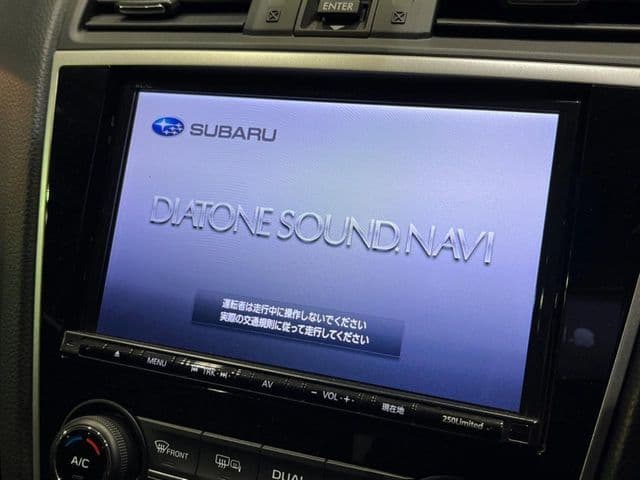 ENTER
SUBARU
DIATONE SOUND.NAVI
運転者は走行中に操作しないでください
実際の交通規則に従って走行してください
MENU TRK AV - VOL + 現在地 250Limited
A/C FRONT DUAL